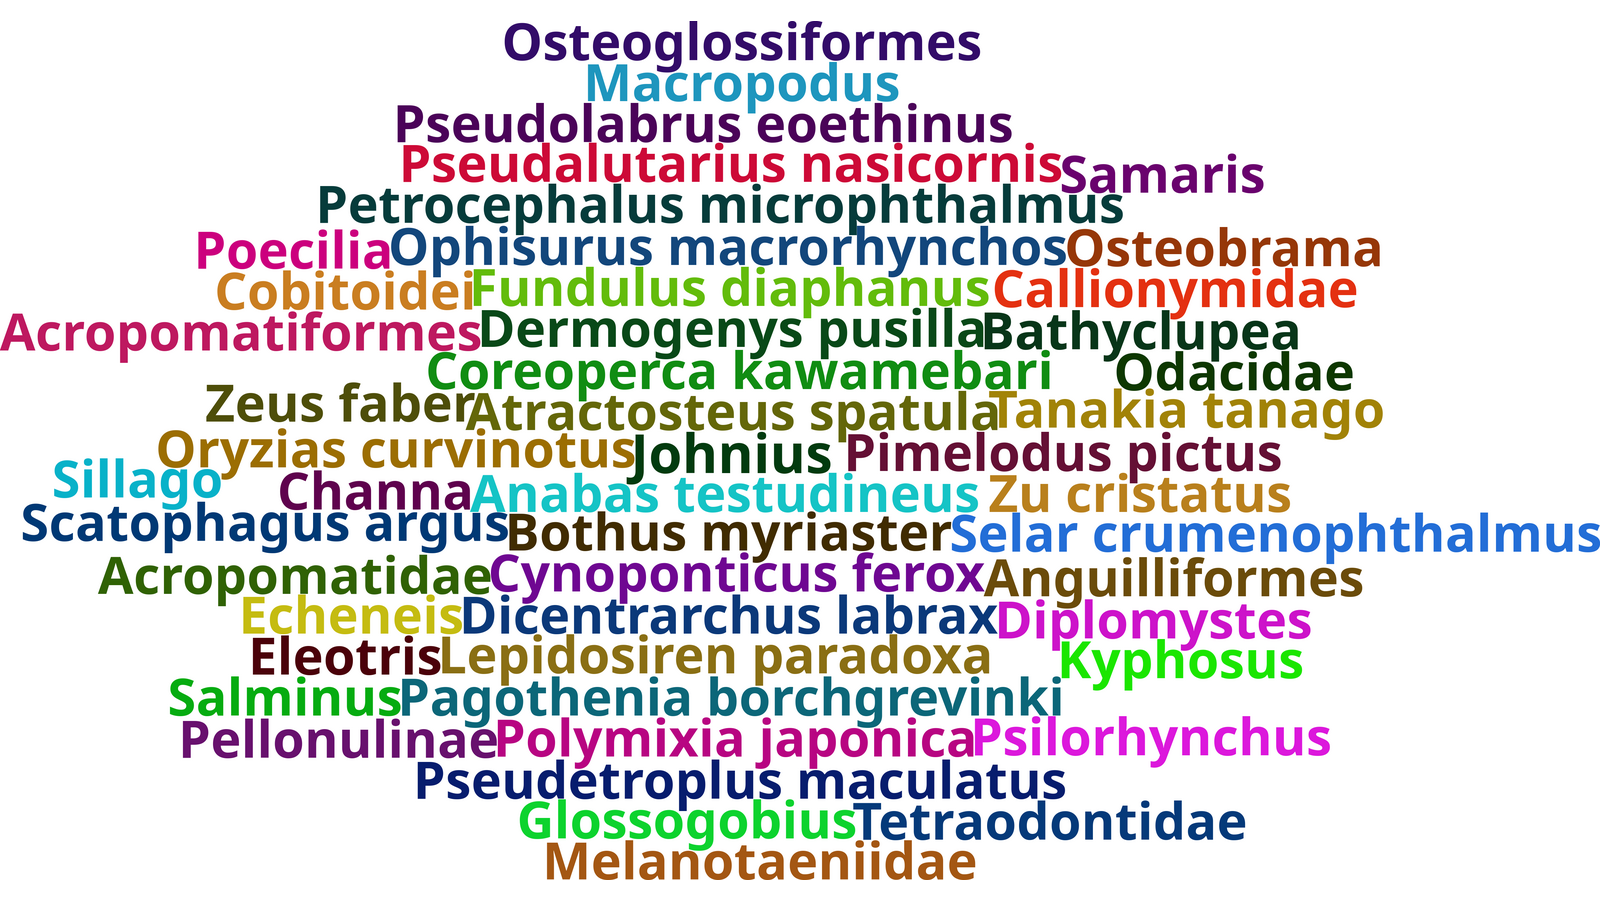 Osteoglossiformes
Macropodus
Pseudolabrus eoethinus
Pseudalutarius nasicornis Samaris
Petrocephalus microphthalmus
Poecilia Ophisurus macrorhynchos Osteobrama
Cobitoidei Fundulus diaphanus Callionymidae
Acropomatiformes Dermogenys pusilla Bathyclupea
Coreoperca kawamebari Odacidae
Zeus faber Atractosteus spatula Tanakia tanago
Oryzias curvinotus Johnius Pimelodus pictus
Sillago Channa Anabas testudineus Zu cristatus
Scatophagus argus Bothus myriaster Selar crumenophthalmus
Acropomatidae Cynoponticus ferox Anguilliformes
Echeneis Dicentrarchus labrax Diplomystes
Eleotris Lepidosiren paradoxa Kyphosus
Salminus Pagothenia borchgrevinki
Pellonulinae Polymixia japonica Psilorhynchus
Pseudetroplus maculatus
Glossogobius Tetraodontidae
Melanotaeniidae